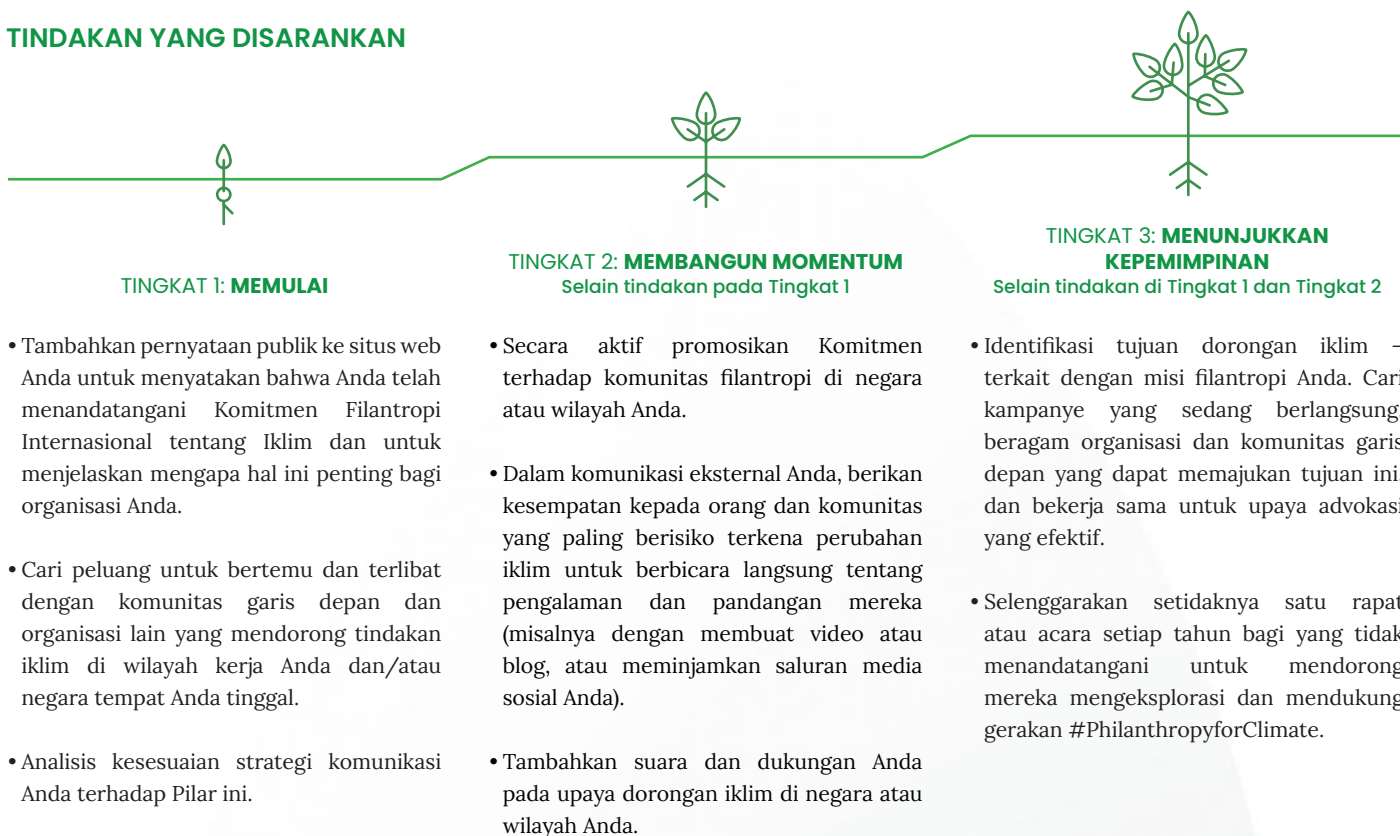 TINDAKAN YANG DISARANKAN
TINGKAT 1: MEMULAI
• Tambahkan pernyataan publik ke situs web
Anda untuk menyatakan bahwa Anda telah
menandatangani Komitmen Filantropi
Internasional tentang Iklim dan untuk
menjelaskan mengapa hal ini penting bagi
organisasi Anda.
• Cari peluang untuk bertemu dan terlibat
dengan komunitas garis depan dan
organisasi lain yang mendorong tindakan
iklim di wilayah kerja Anda dan/atau
negara tempat Anda tinggal.
• Analisis kesesuaian strategi komunikasi
Anda terhadap Pilar ini.
TINGKAT 2: MEMBANGUN MOMENTUM
Selain tindakan pada Tingkat 1
• Secara aktif promosikan Komitmen
terhadap komunitas filantropi di negara
atau wilayah Anda.
• Dalam komunikasi eksternal Anda, berikan
kesempatan kepada orang dan komunitas
yang paling berisiko terkena perubahan
iklim untuk berbicara langsung tentang
pengalaman dan pandangan mereka
(misalnya dengan membuat video atau
blog, atau meminjamkan saluran media
sosial Anda).
• Tambahkan suara dan dukungan Anda
pada upaya dorongan iklim di negara atau
wilayah Anda.
TINGKAT 3: MENUNJUKKAN
KEPEMIMPINAN
Selain tindakan di Tingkat 1 dan Tingkat 2
• Identifikasi tujuan dorongan iklim –
terkait dengan misi filantropi Anda. Cari
kampanye yang sedang berlangsung,
beragam organisasi dan komunitas garis
depan yang dapat memajukan tujuan ini,
dan bekerja sama untuk upaya advokasi
yang efektif.
• Selenggarakan setidaknya satu rapat
atau acara setiap tahun bagi yang tidak
menandatangani untuk mendorong
mereka mengeksplorasi dan mendukung
gerakan #PhilanthropyforClimate.